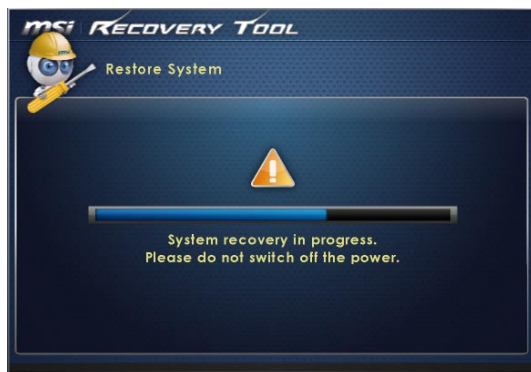 msi RECOVERY TOOL
Restore System
System recovery in progress.
Please do not switch off the power.